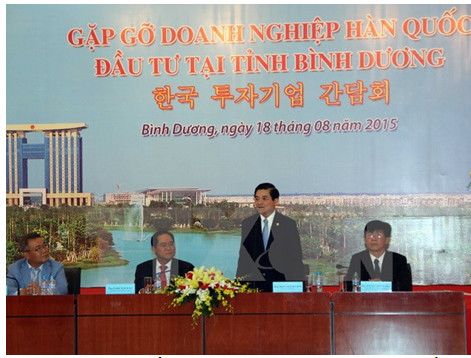 GẶP GỠ DOANH NGHIỆP HÀN QUỐC
ĐẦU TƯ TẠI TỈNH BÌNH DƯƠNG
한국 투자기업 간담회
Bình Dương, ngày 18 tháng 08 năm 2015